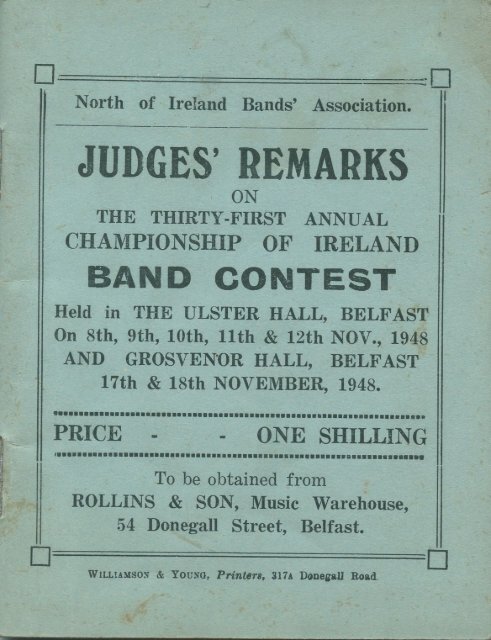 North of Ireland Bands' Association.
JUDGES' REMARKS
ON
THE THIRTY-FIRST ANNUAL
CHAMPIONSHIP OF IRELAND
BAND CONTEST
Held in THE ULSTER HALL, BELFAST
On 8th, 9th, 10th, 11th & 12th NOV., 1948
AND GROSVENOR HALL, BELFAST
17th & 18th NOVEMBER, 1948.
PRICE - - ONE SHILLING
To be obtained from
ROLLINS & SON, Music Warehouse,
54 Donegall Street, Belfast.
WILLIAMSON & YOUNG, Printers, 317A Donegall Road